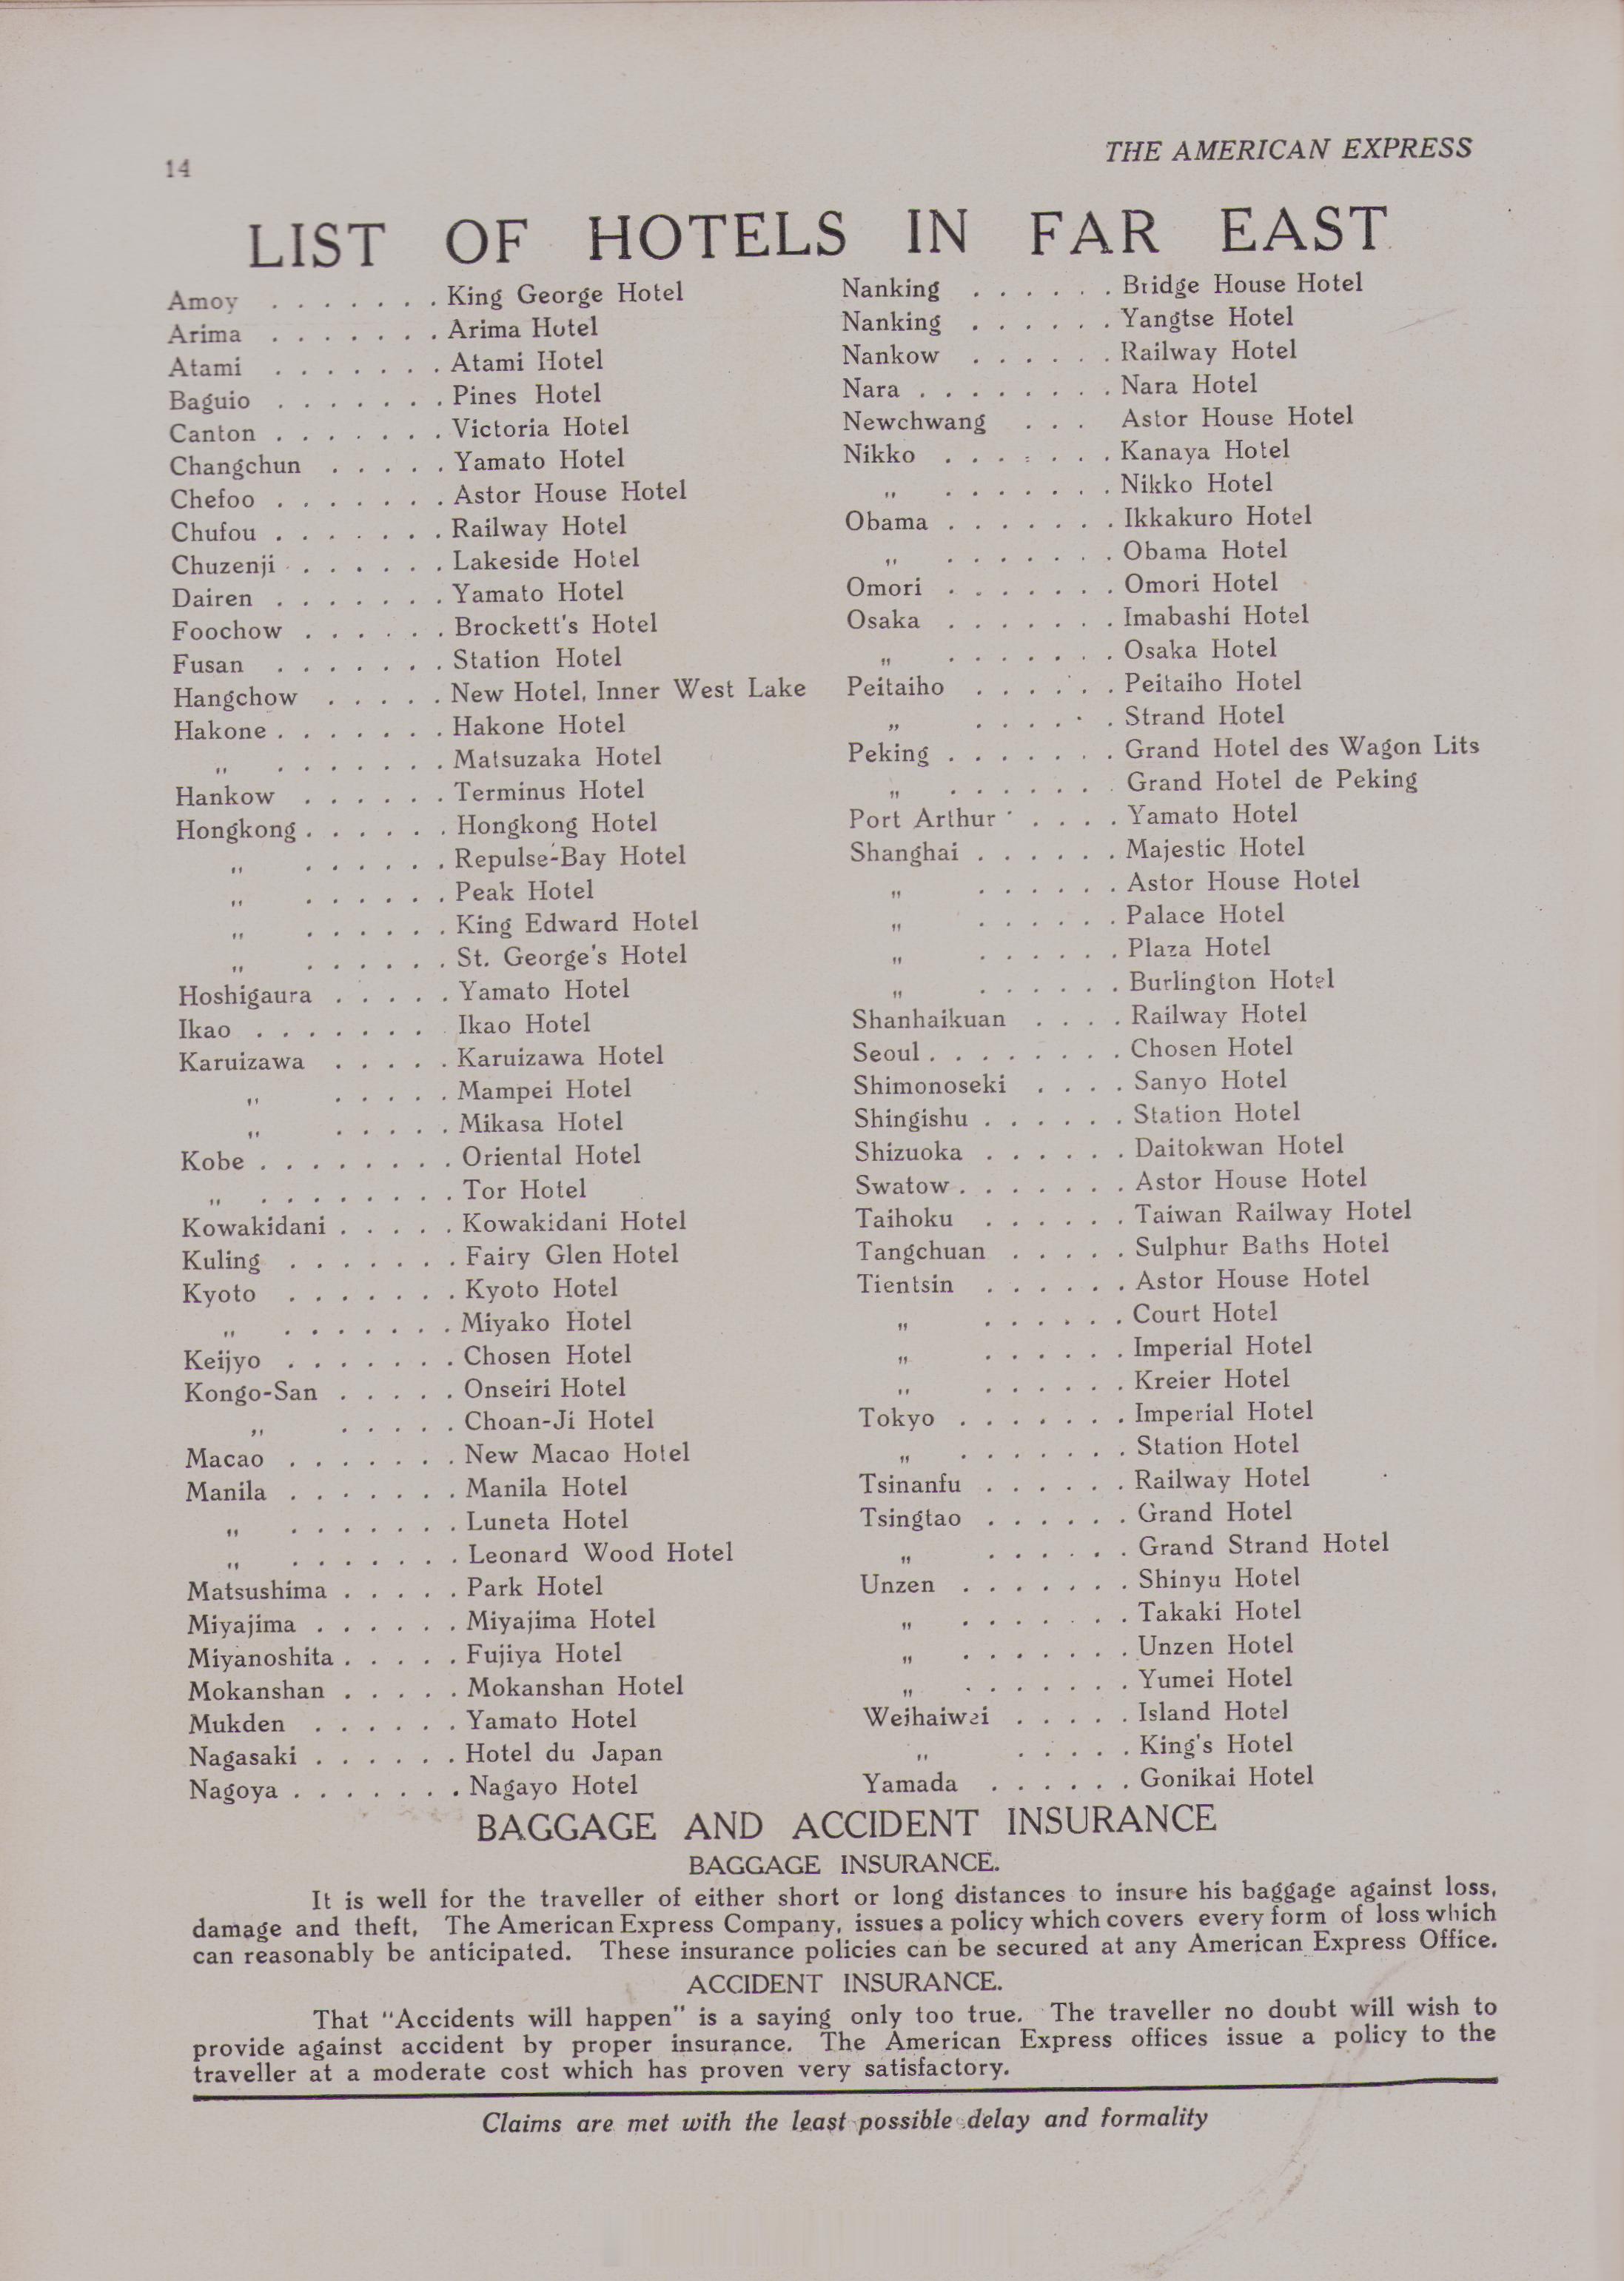 14
THE AMERICAN EXPRESS
LIST OF HOTELS IN FAR EAST
Amoy . . . . . . . King George Hotel
Arima . . . . . . . Arima Hotel
Atami . . . . . . . Atami Hotel
Baguio . . . . . . . Pines Hotel
Canton . . . . . . . Victoria Hotel
Changchun . . . . . Yamato Hotel
Chefoo . . . . . . . Astor House Hotel
Chufou . . . . . . . Railway Hotel
Chuzenji . . . . . . Lakeside Hotel
Dairen . . . . . . . Yamato Hotel
Foochow . . . . . . Brockett's Hotel
Fusan . . . . . . . Station Hotel
Hangchow . . . . . New Hotel, Inner West Lake
Hakone . . . . . . . Hakone Hotel
„ . . . . . . . Matsuzaka Hotel
Hankow . . . . . . Terminus Hotel
Hongkong . . . . . . Hongkong Hotel
„ . . . . . . Repulse-Bay Hotel
„ . . . . . . Peak Hotel
„ . . . . . . King Edward Hotel
„ . . . . . . St. George's Hotel
Hoshigaura . . . . . Yamato Hotel
Ikao . . . . . . . . Ikao Hotel
Karuizawa . . . . . Karuizawa Hotel
„ . . . . . Mampei Hotel
„ . . . . . Mikasa Hotel
Kobe . . . . . . . . Oriental Hotel
„ . . . . . . . . Tor Hotel
Kowakidani . . . . . Kowakidani Hotel
Kuling . . . . . . . Fairy Glen Hotel
Kyoto . . . . . . . Kyoto Hotel
„ . . . . . . . Miyako Hotel
Keijyo . . . . . . . Chosen Hotel
Kongo-San . . . . . Onseiri Hotel
„ . . . . . Choan-Ji Hotel
Macao . . . . . . . New Macao Hotel
Manila . . . . . . . Manila Hotel
„ . . . . . . . Luneta Hotel
„ . . . . . . . Leonard Wood Hotel
Matsushima . . . . . Park Hotel
Miyajima . . . . . . Miyajima Hotel
Miyanoshita . . . . . Fujiya Hotel
Mokanshan . . . . . Mokanshan Hotel
Mukden . . . . . . Yamato Hotel
Nagasaki . . . . . . Hotel du Japan
Nagoya . . . . . . . Nagayo Hotel
Nanking . . . . . . Bridge House Hotel
Nanking . . . . . . Yangtse Hotel
Nankow . . . . . . Railway Hotel
Nara . . . . . . . . Nara Hotel
Newchwang . . . Astor House Hotel
Nikko . . . . . . . Kanaya Hotel
„ . . . . . . . Nikko Hotel
Obama . . . . . . . Ikkakuro Hotel
„ . . . . . . . Obama Hotel
Omori . . . . . . . Omori Hotel
Osaka . . . . . . . Imabashi Hotel
„ . . . . . . . Osaka Hotel
Peitaiho . . . . . . Peitaiho Hotel
„ . . . . . . Strand Hotel
Peking . . . . . . . Grand Hotel des Wagon Lits
„ . . . . . . . Grand Hotel de Peking
Port Arthur . . . . Yamato Hotel
Shanghai . . . . . . Majestic Hotel
„ . . . . . . Astor House Hotel
„ . . . . . . Palace Hotel
„ . . . . . . Plaza Hotel
„ . . . . . . Burlington Hotel
Shanhaikuan . . . . Railway Hotel
Seoul . . . . . . . . Chosen Hotel
Shimonoseki . . . . Sanyo Hotel
Shingishu . . . . . . Station Hotel
Shizuoka . . . . . . Daitokwan Hotel
Swatow . . . . . . . Astor House Hotel
Taihoku . . . . . . Taiwan Railway Hotel
Tangchuan . . . . . Sulphur Baths Hotel
Tientsin . . . . . . Astor House Hotel
„ . . . . . . Court Hotel
„ . . . . . . Imperial Hotel
„ . . . . . . Kreier Hotel
Tokyo . . . . . . . Imperial Hotel
„ . . . . . . . Station Hotel
Tsinanfu . . . . . . Railway Hotel
Tsingtao . . . . . . Grand Hotel
„ . . . . . . Grand Strand Hotel
Unzen . . . . . . . Shinyu Hotel
„ . . . . . . . Takaki Hotel
„ . . . . . . . Unzen Hotel
„ . . . . . . . Yumei Hotel
Weihaiwei . . . . . Island Hotel
„ . . . . . King's Hotel
Yamada . . . . . . Gonikai Hotel
BAGGAGE AND ACCIDENT INSURANCE
BAGGAGE INSURANCE.
It is well for the traveller of either short or long distances to insure his baggage against loss,
damage and theft, The American Express Company, issues a policy which covers every form of loss which
can reasonably be anticipated. These insurance policies can be secured at any American Express Office.
ACCIDENT INSURANCE.
That "Accidents will happen" is a saying only too true. The traveller no doubt will wish to
provide against accident by proper insurance. The American Express offices issue a policy to the
traveller at a moderate cost which has proven very satisfactory.
Claims are met with the least possible delay and formality